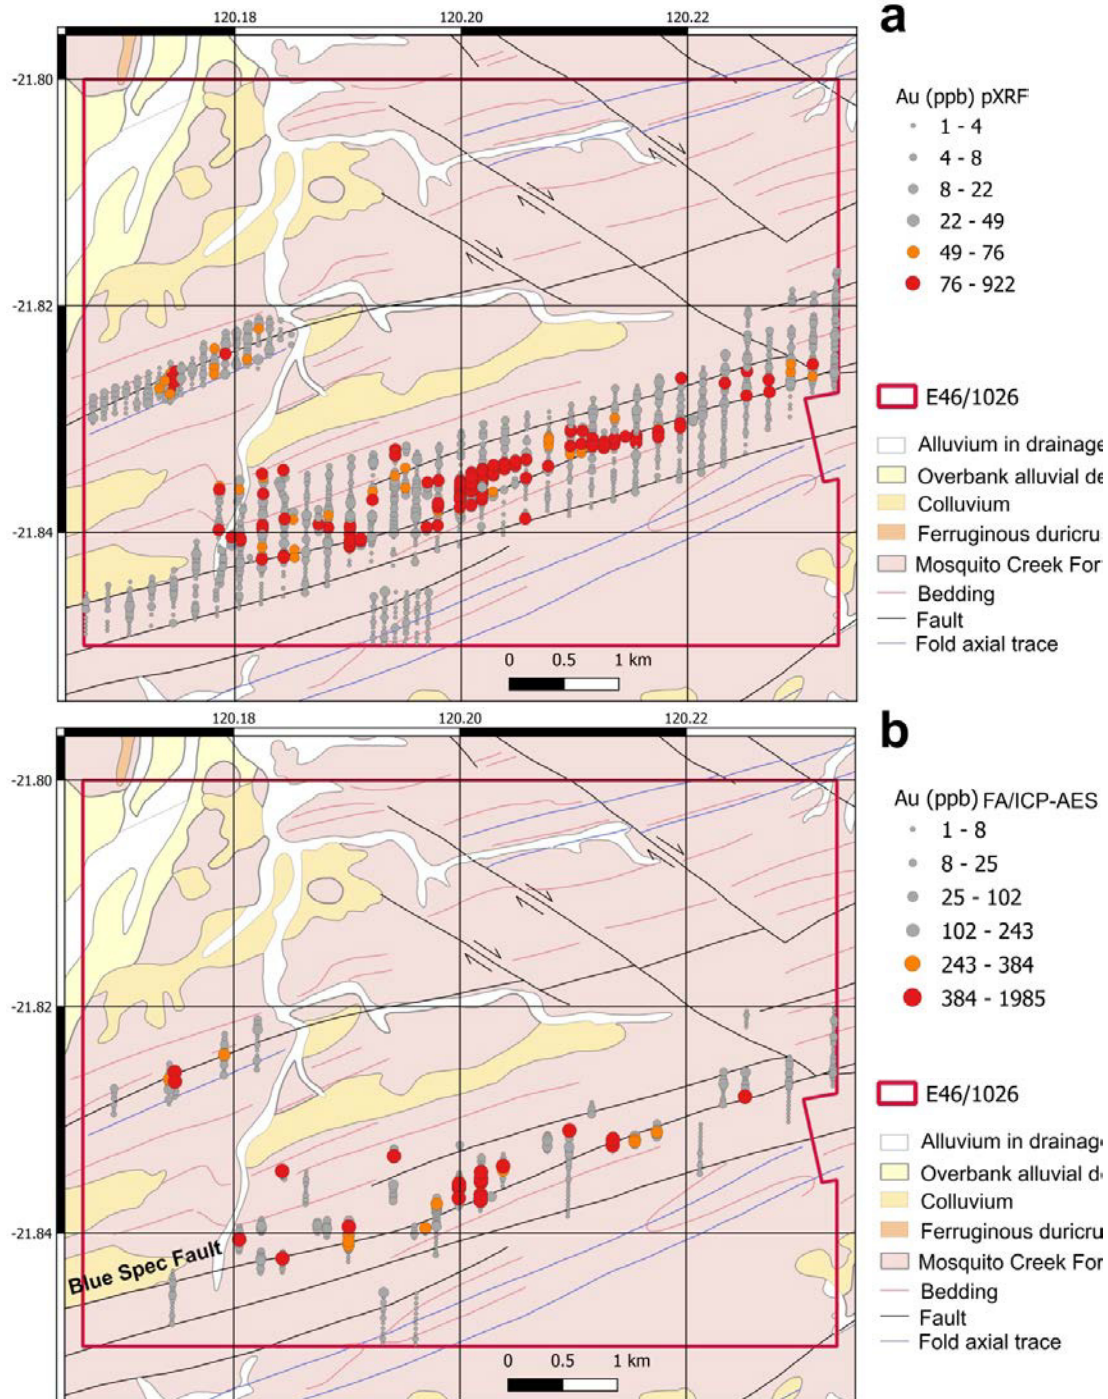 a
120.18 120.20 120.22
-21.80
-21.82
-21.84
0 0.5 1 km
Au (ppb) pXRF
1 - 4
4 - 8
8 - 22
22 - 49
49 - 76
76 - 922
E46/1026
Alluvium in drainage
Overbank alluvial de
Colluvium
Ferruginous duricru
Mosquito Creek For
Bedding
Fault
Fold axial trace
b
120.18 120.20 120.22
-21.80
-21.82
-21.84
Blue Spec Fault
0 0.5 1 km
Au (ppb) FA/ICP-AES
1 - 8
8 - 25
25 - 102
102 - 243
243 - 384
384 - 1985
E46/1026
Alluvium in drainage
Overbank alluvial de
Colluvium
Ferruginous duricru
Mosquito Creek For
Bedding
Fault
Fold axial trace